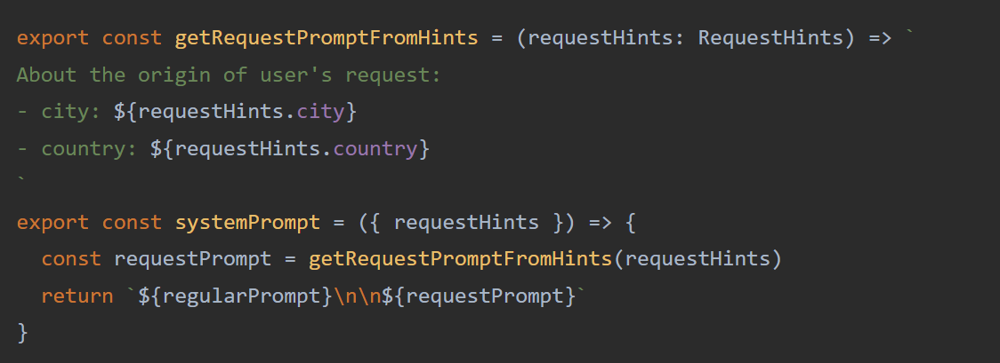 export const getRequestPromptFromHints = (requestHints: RequestHints) => `
About the origin of user's request:
- city: ${requestHints.city}
- country: ${requestHints.country}
`
export const systemPrompt = ({ requestHints }) => {
  const requestPrompt = getRequestPromptFromHints(requestHints)
  return `${regularPrompt}\n\n${requestPrompt}`
}